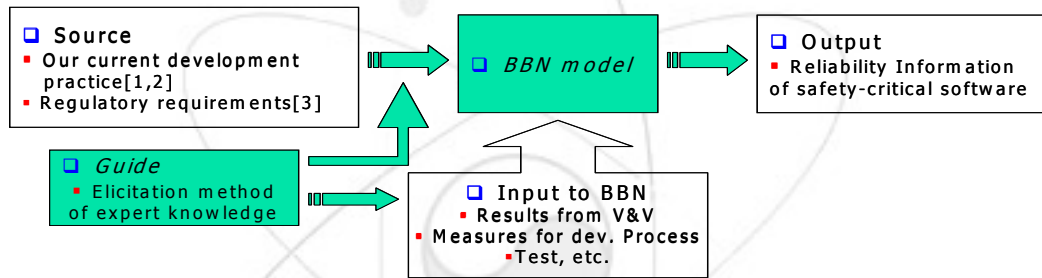 Source
Our current development
practice[1,2]
Regulatory requirements[3]
BBN model
Output
Reliability Information
of safety-critical software
Guide
Elicitation method
of expert knowledge
Input to BBN
Results from V&V
Measures for dev. Process
Test, etc.